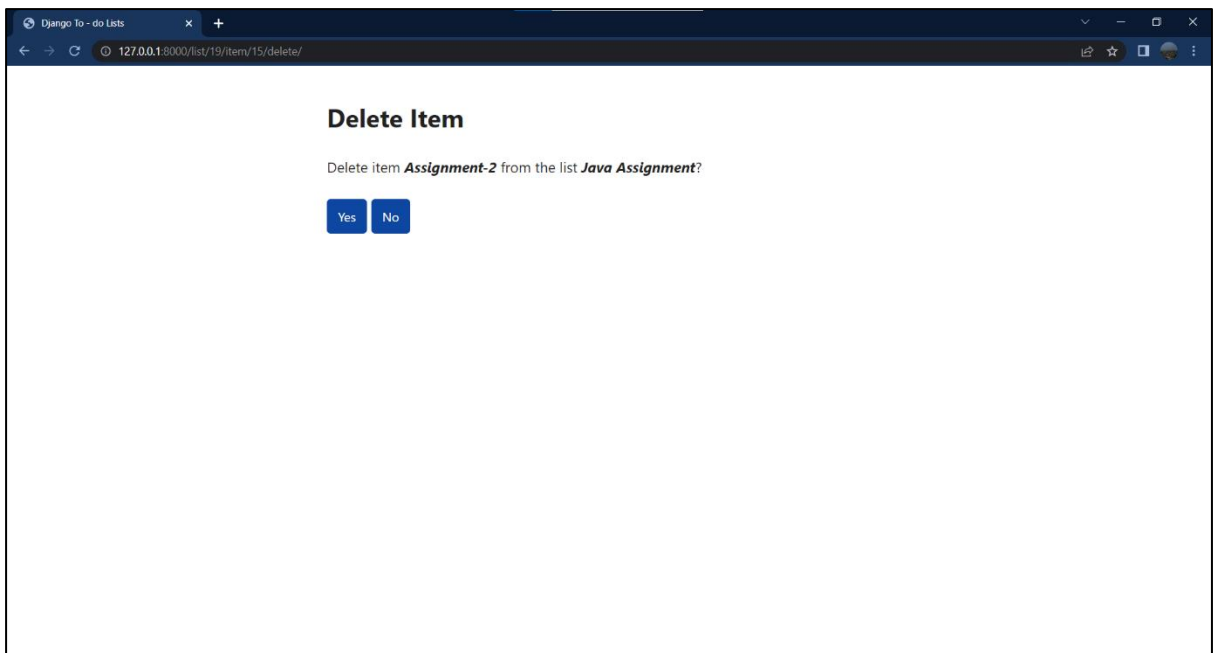 Django To - do Lists
127.0.0.1:8000/list/19/item/15/delete/
Delete Item
Delete item Assignment-2 from the list Java Assignment?
Yes No